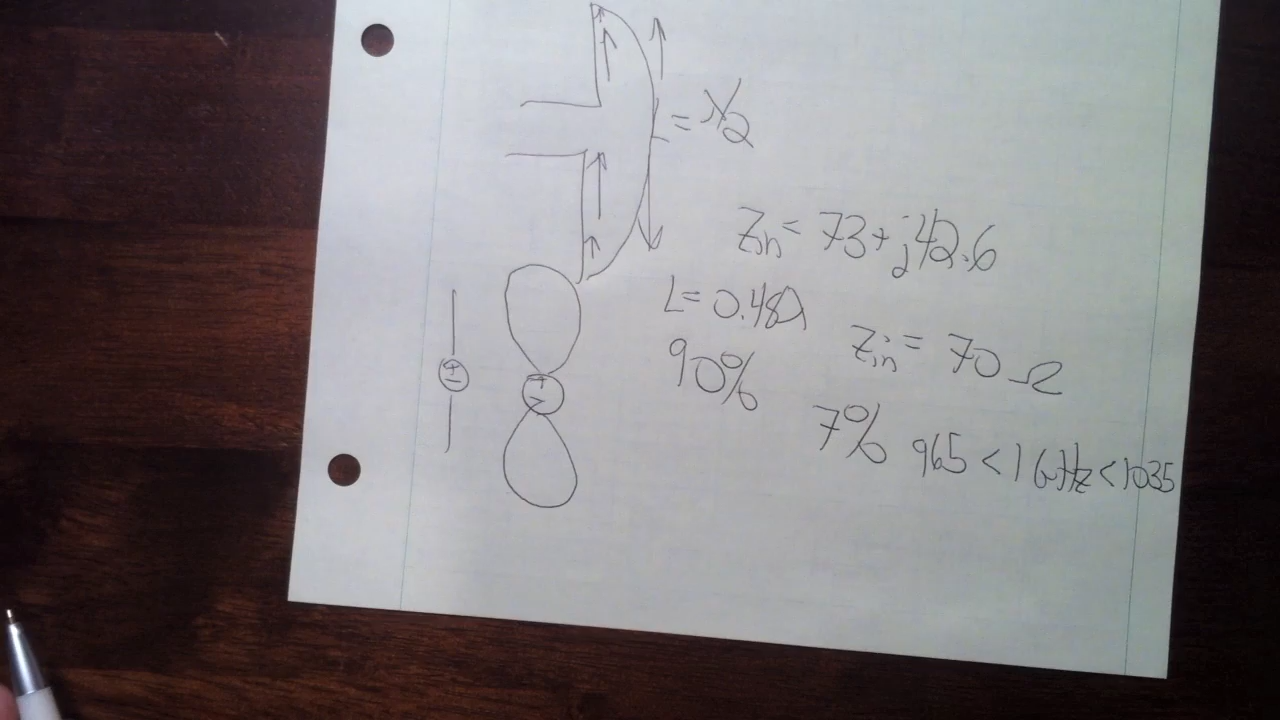 = λ/2
Zin = 73 + j42.6
L = 0.48λ
Zin = 70 Ω
90%
7% 965 < 1 GHz < 1035
+
-
+
-